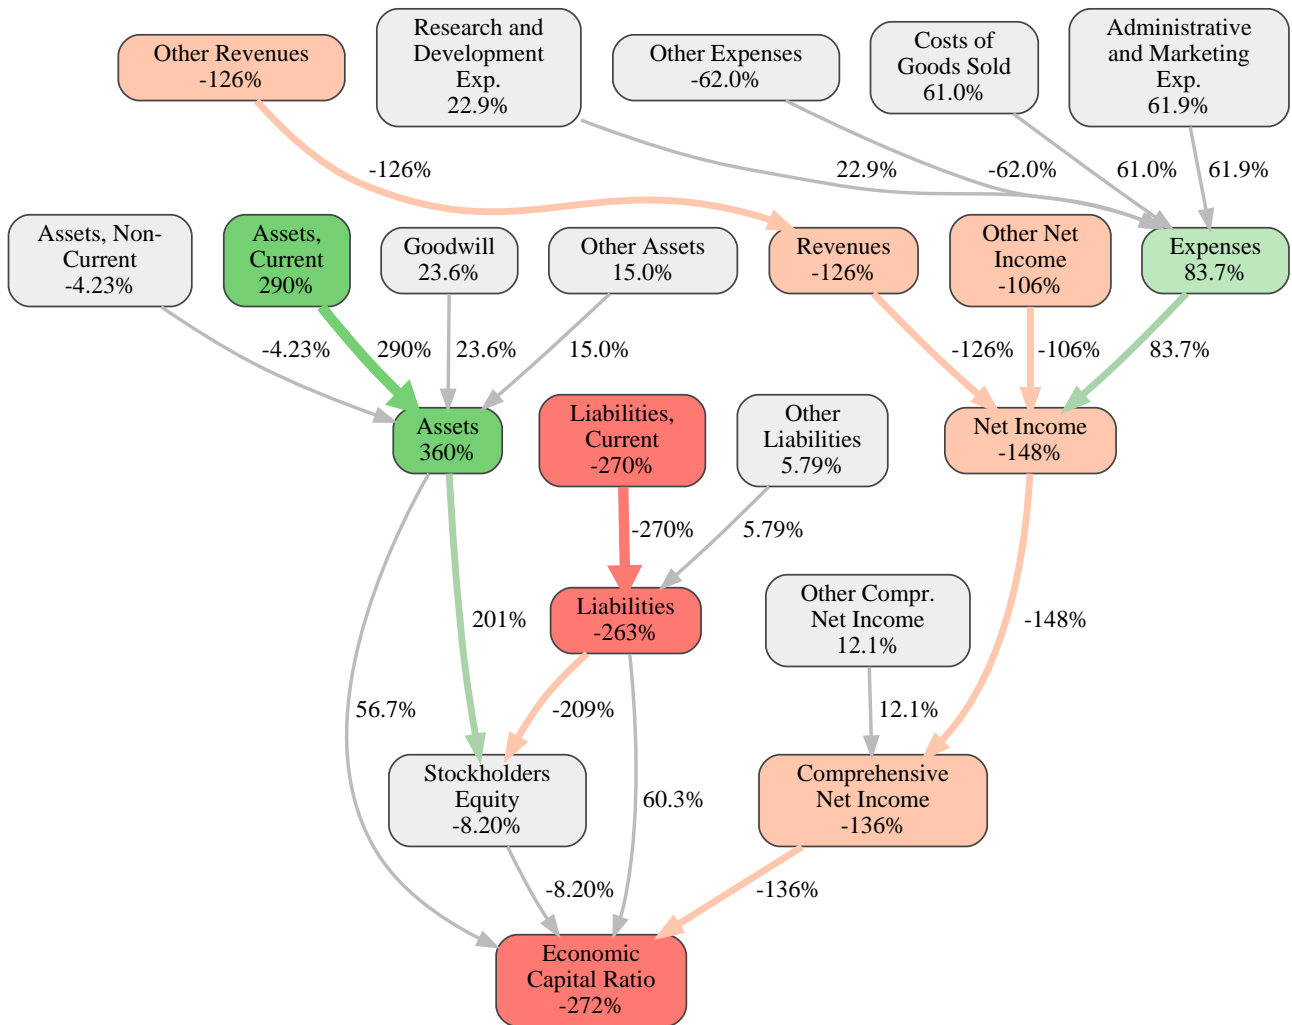 Other Revenues
-126%
Research and
Development
Exp.
22.9%
Other Expenses
-62.0%
Costs of
Goods Sold
61.0%
Administrative
and Marketing
Exp.
61.9%
-126%
22.9%
-62.0%
61.0%
61.9%
Assets, Non-
Current
-4.23%
Assets,
Current
290%
Goodwill
23.6%
Other Assets
15.0%
Revenues
-126%
Other Net
Income
-106%
Expenses
83.7%
-4.23%
290%
23.6%
15.0%
-126%
-106%
83.7%
Assets
360%
Liabilities,
Current
-270%
Other
Liabilities
5.79%
Net Income
-148%
-270%
5.79%
Liabilities
-263%
Other Compr.
Net Income
12.1%
201%
-148%
56.7%
-209%
12.1%
Stockholders
Equity
-8.20%
60.3%
Comprehensive
Net Income
-136%
-8.20%
-136%
Economic
Capital Ratio
-272%